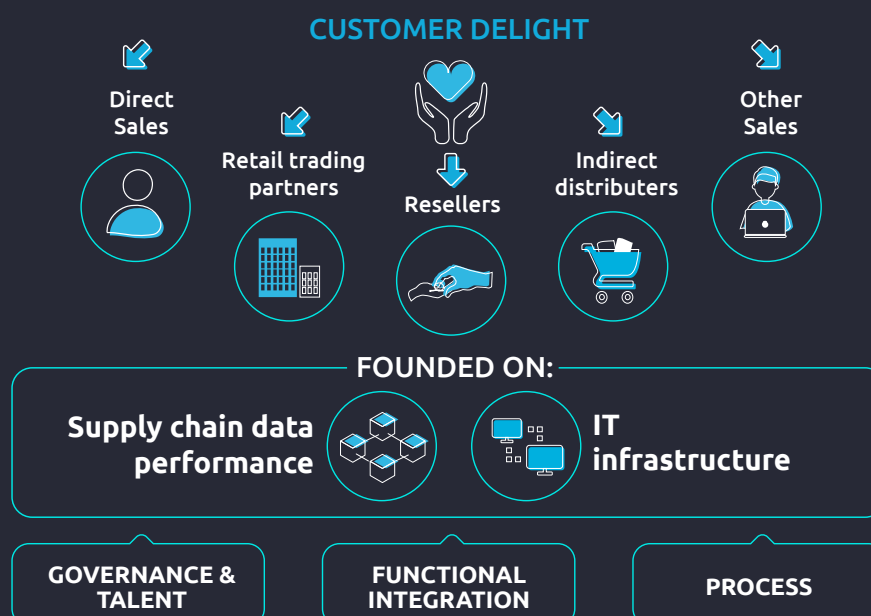 CUSTOMER DELIGHT
Direct
Sales
Retail trading
partners
Resellers
Indirect
distributers
Other
Sales
FOUNDED ON:
Supply chain data
performance
IT
infrastructure
GOVERNANCE &
TALENT
FUNCTIONAL
INTEGRATION
PROCESS